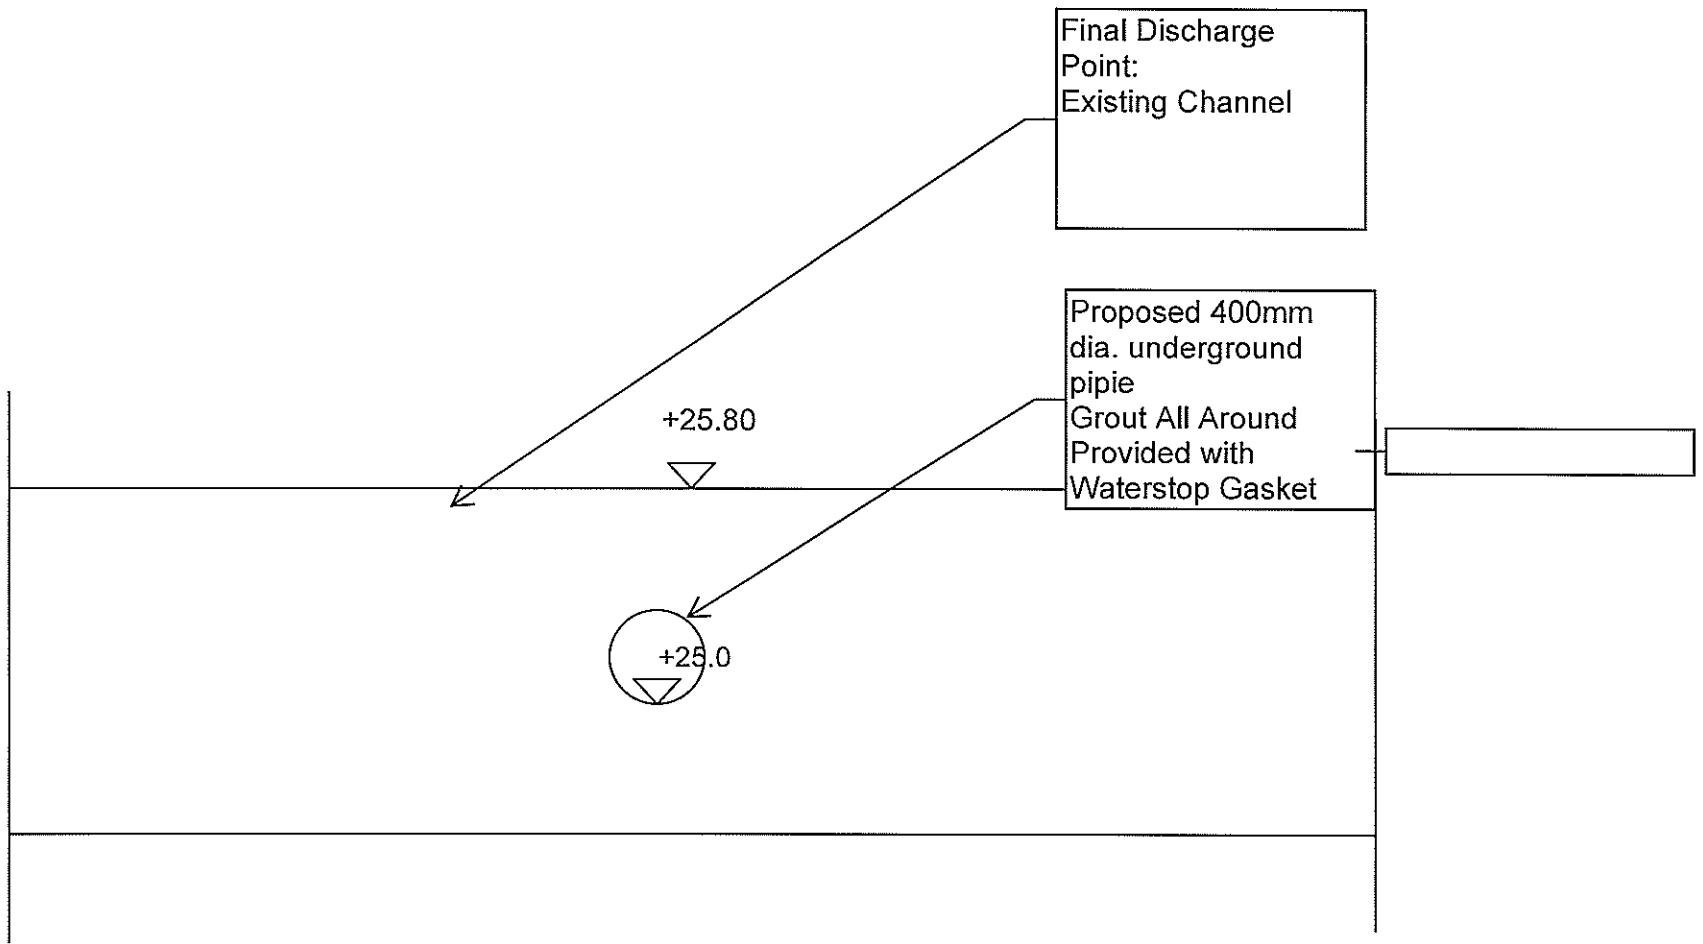 Final Discharge
Point:
Existing Channel
Proposed 400mm
dia. underground
pipie
Grout All Around
Provided with
Waterstop Gasket
+25.80
+25.0